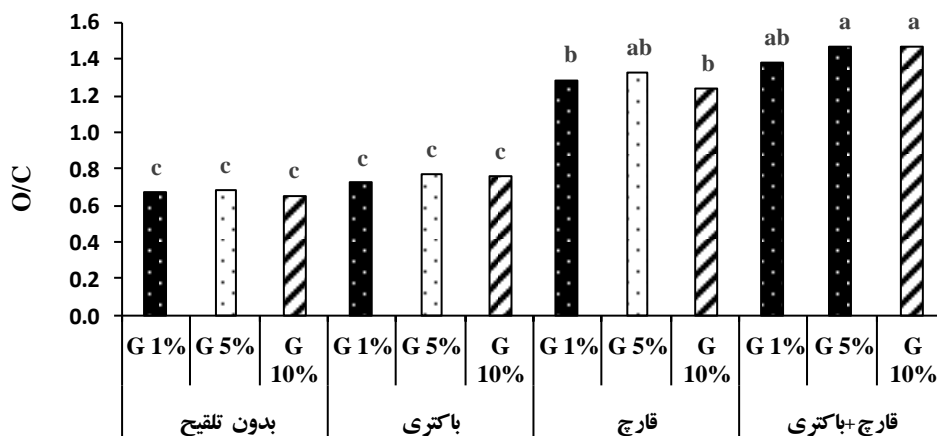 1.6
1.4
1.2
1.0
0.8
0.6
0.4
0.2
0.0
O/C
c
c
c
c
c
c
b
ab
b
ab
a
a
G 1%
G 5%
G
10%
G 1%
G 5%
G
10%
G 1%
G 5%
G
10%
G 1%
G 5%
G
10%
بدون تلقیح
باکتری
قارچ
قارچ+باکتری